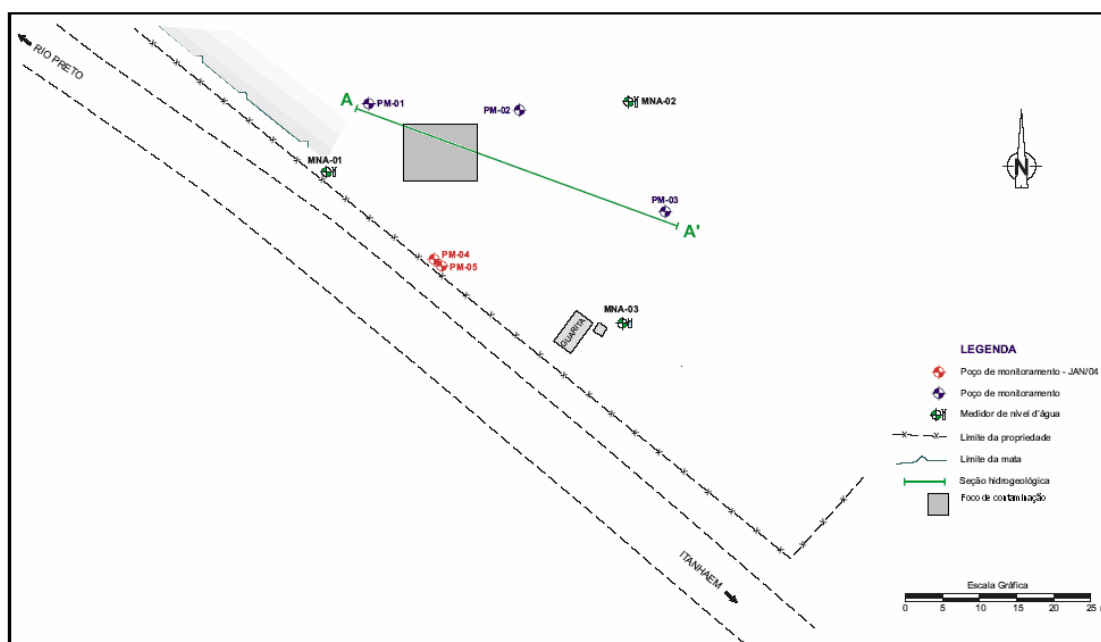 RIO PRETO
A
PM-01
PM-02
MNA-02
MNA-01
N
PM-03
A'
PM-04
PM-05
MNA-03
GUARITA
LEGENDA
Poço de monitoramento - JAN/04
Poço de monitoramento
Medidor de nível d'água
Limite da propriedade
Limite da mata
Seção hidrogeológica
Foco de contaminação
ITANHAEM
Escala Gráfica
0 5 10 15 20 25